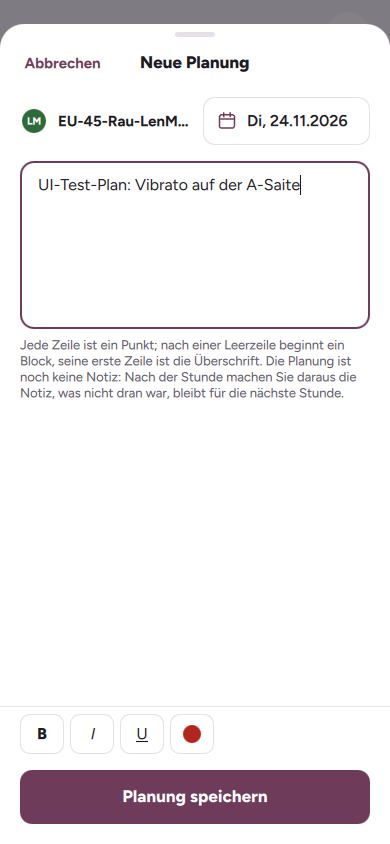 Abbrechen
Neue Planung
LM
EU-45-Rau-LenM...
Di, 24.11.2026
UI-Test-Plan: Vibrato auf der A-Saite
Jede Zeile ist ein Punkt; nach einer Leerzeile beginnt ein
Block, seine erste Zeile ist die Überschrift. Die Planung ist
noch keine Notiz: Nach der Stunde machen Sie daraus die
Notiz, was nicht dran war, bleibt für die nächste Stunde.
B
I
U
Planung speichern